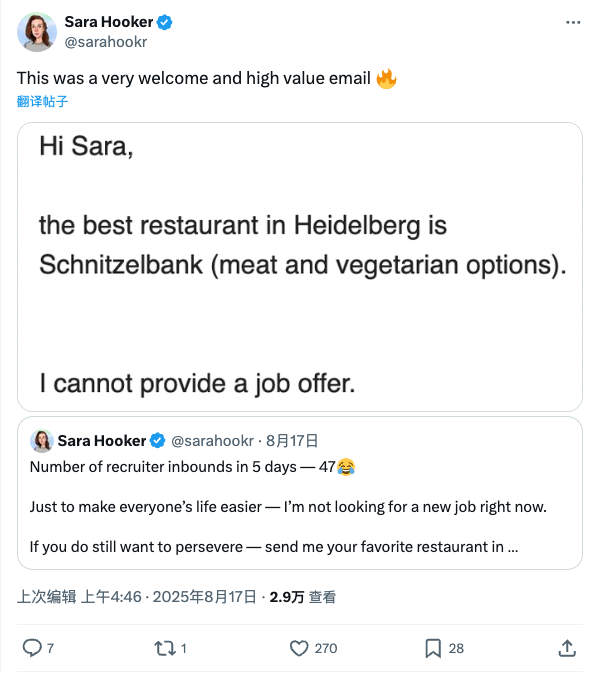 Sara Hooker
@sarahookr
This was a very welcome and high value email 🔥
翻译帖子
Hi Sara,
the best restaurant in Heidelberg is
Schnitzelbank (meat and vegetarian options).
I cannot provide a job offer.
Sara Hooker @sarahookr · 8月17日
Number of recruiter inbounds in 5 days — 47😂
Just to make everyone’s life easier — I’m not looking for a new job right now.
If you do still want to persevere — send me your favorite restaurant in ...
上次编辑 上午4:46 · 2025年8月17日 · 2.9万 查看
7 1 270 28